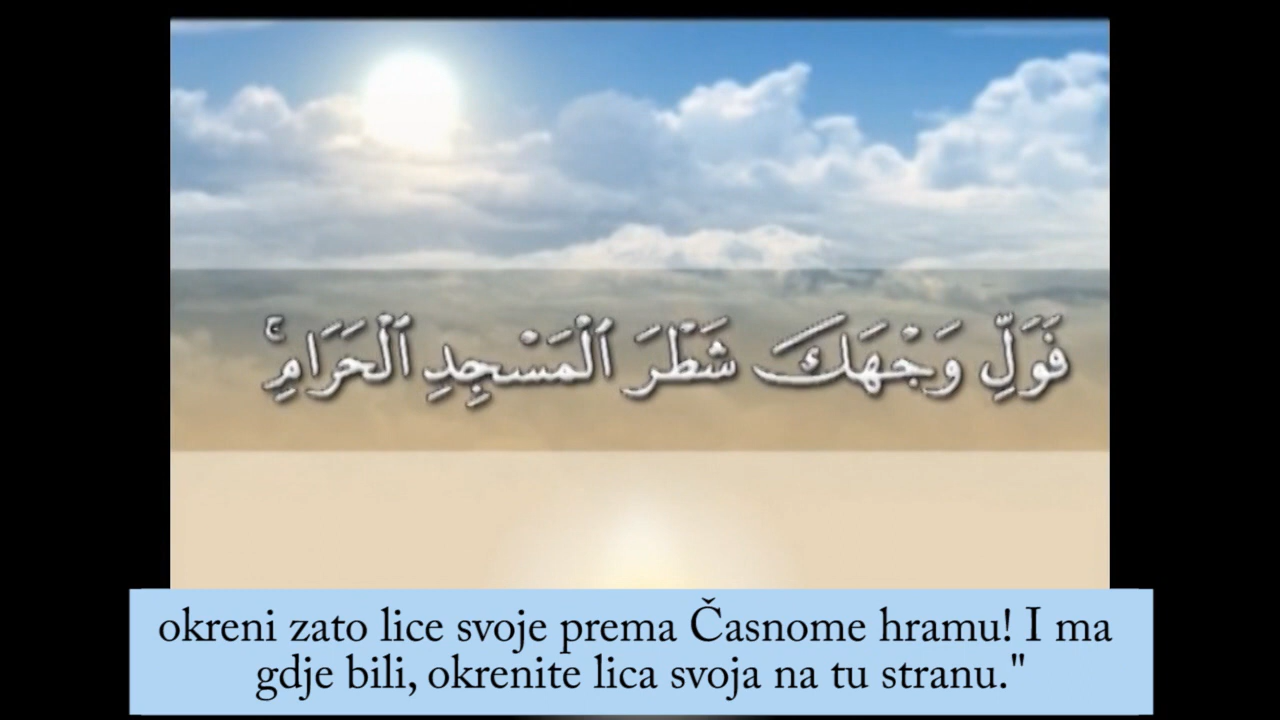 فَوَلِّ وَجْهَكَ شَطْرَ ٱلْمَسْجِدِ ٱلْحَرَامِ ۚ
okreni zato lice svoje prema Časnome hramu! I ma
gdje bili, okrenite lica svoja na tu stranu."